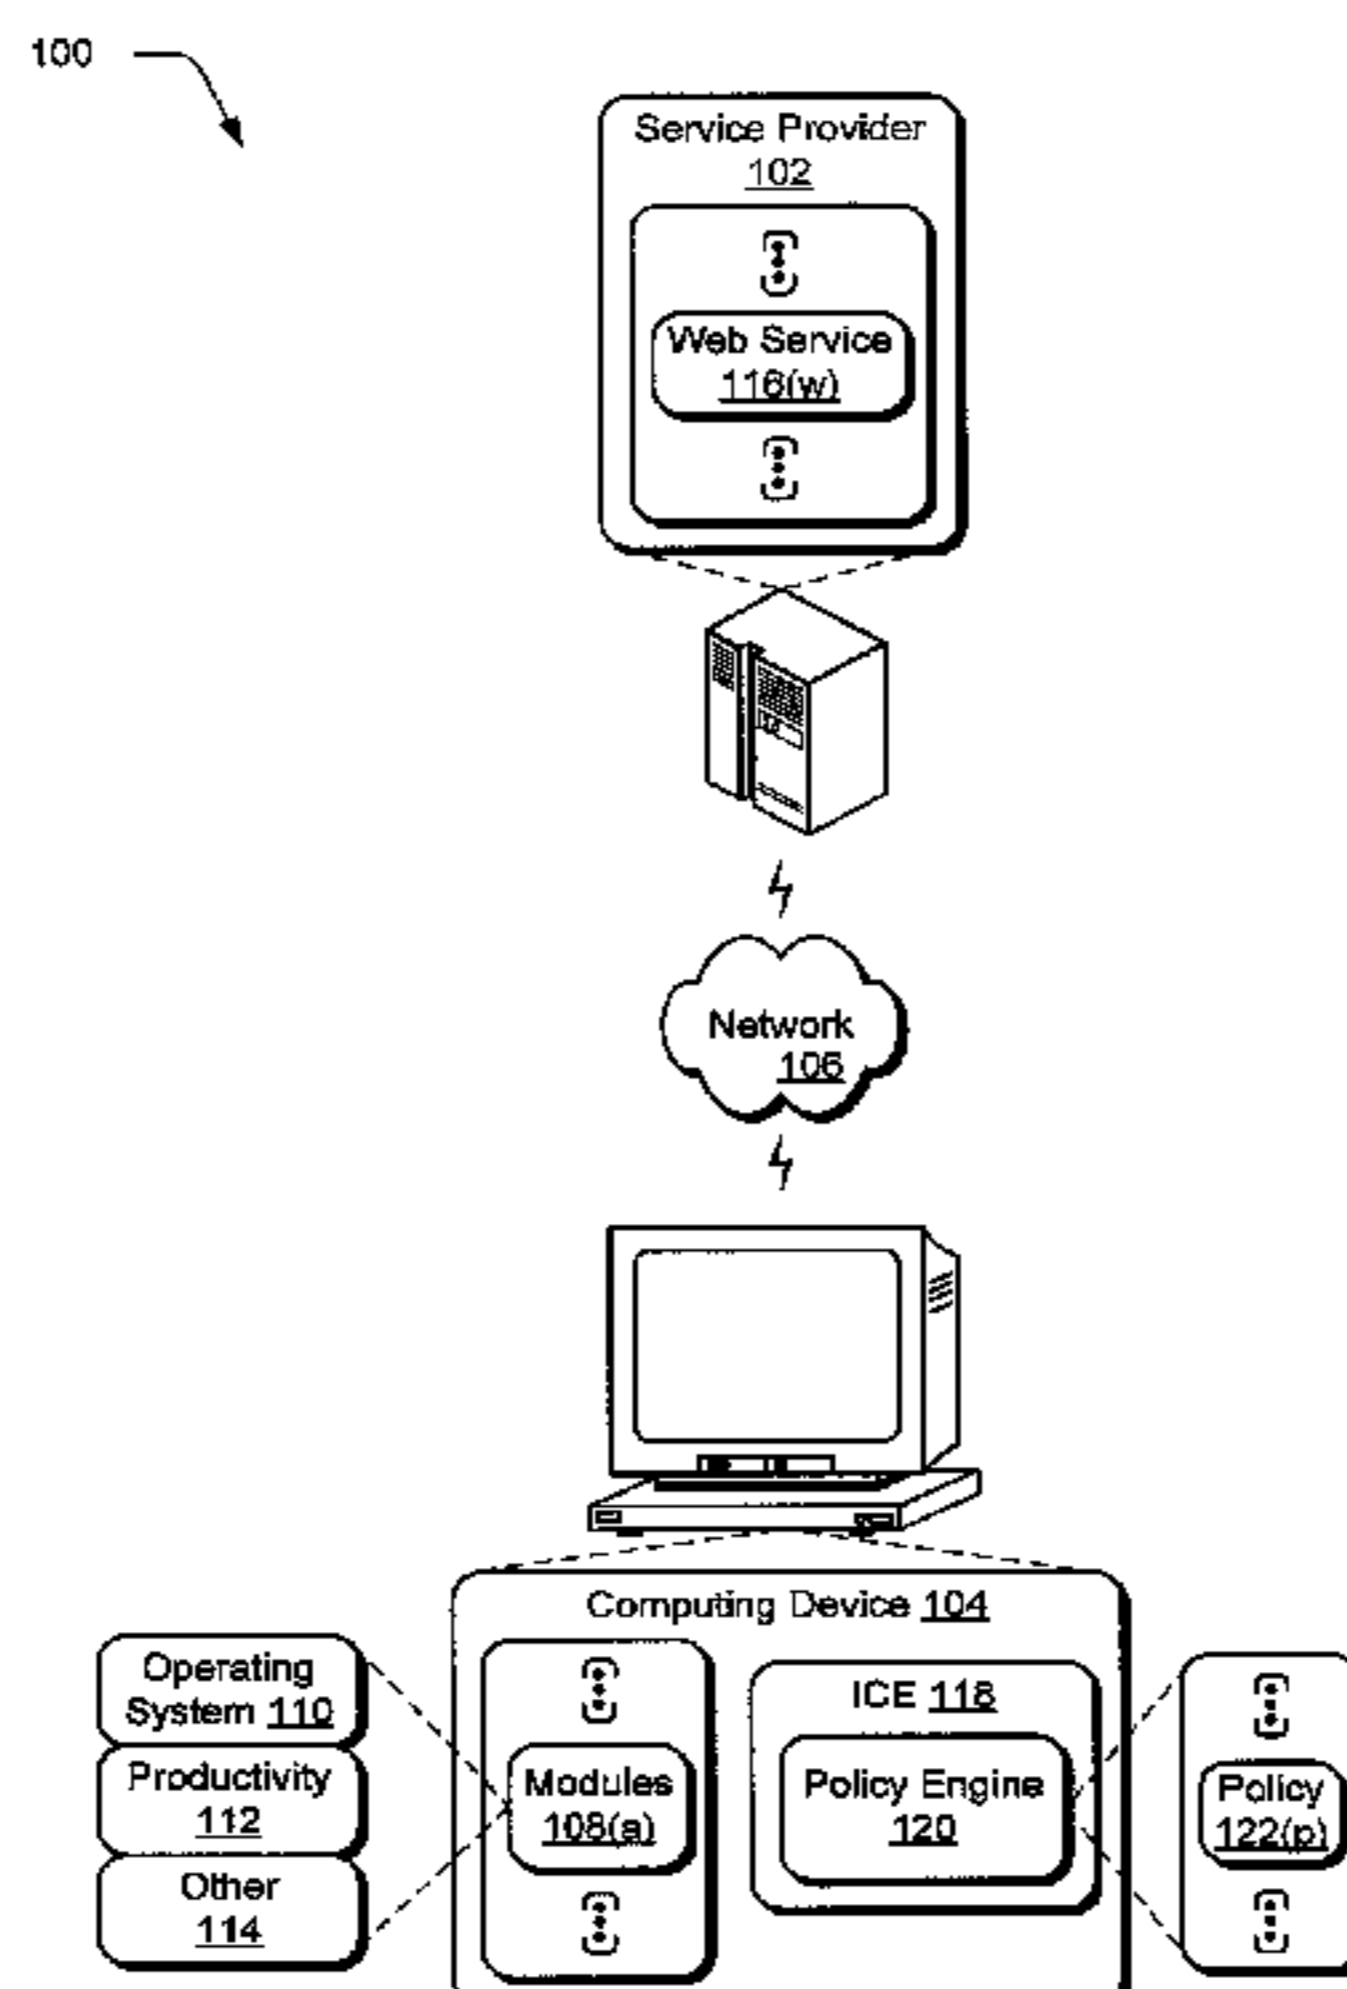 100
Service Provider
102
Web Service
116(w)
Network
106
Computing Device 104
Operating
System 110
Productivity
112
Other
114
Modules
108(a)
ICE 118
Policy Engine
120
Policy
122(p)